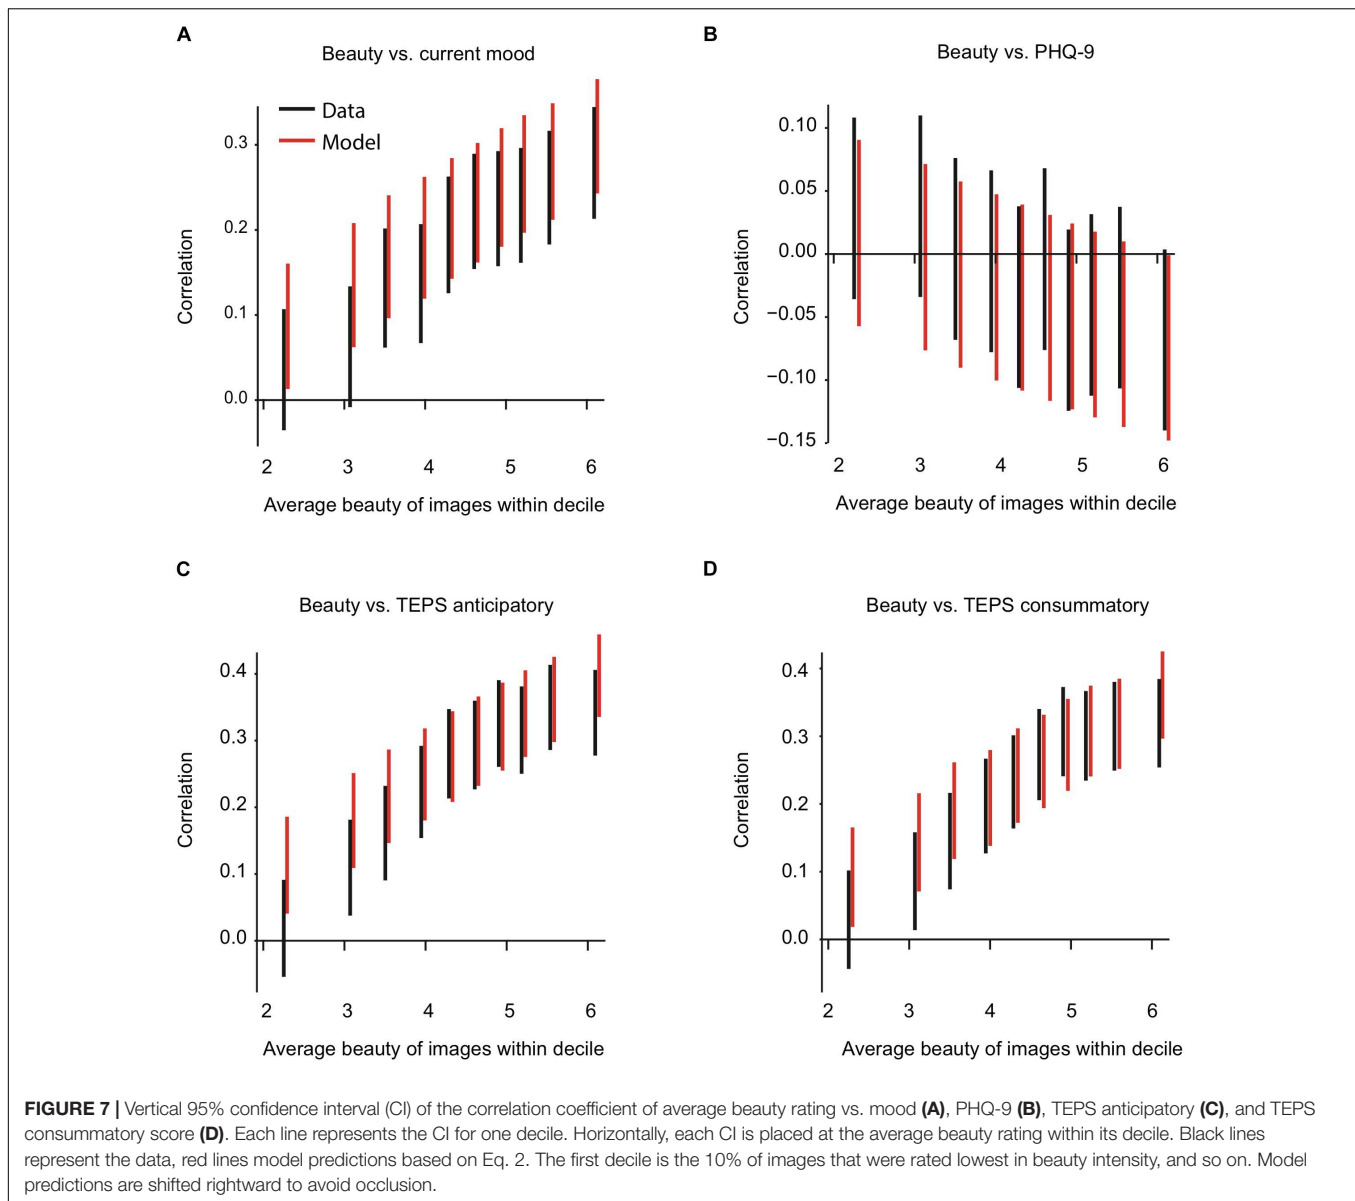 A
Beauty vs. current mood
Data
Model
0.3
0.2
0.1
0.0
Correlation
2 3 4 5 6
Average beauty of images within decile
B
Beauty vs. PHQ-9
0.10
0.05
0.00
−0.05
−0.10
−0.15
Correlation
2 3 4 5 6
Average beauty of images within decile
C
Beauty vs. TEPS anticipatory
0.4
0.3
0.2
0.1
0.0
Correlation
2 3 4 5 6
Average beauty of images within decile
D
Beauty vs. TEPS consummatory
0.4
0.3
0.2
0.1
0.0
Correlation
2 3 4 5 6
Average beauty of images within decile
FIGURE 7 | Vertical 95% confidence interval (CI) of the correlation coefficient of average beauty rating vs. mood (A), PHQ-9 (B), TEPS anticipatory (C), and TEPS
consummatory score (D). Each line represents the CI for one decile. Horizontally, each CI is placed at the average beauty rating within its decile. Black lines
represent the data, red lines model predictions based on Eq. 2. The first decile is the 10% of images that were rated lowest in beauty intensity, and so on. Model
predictions are shifted rightward to avoid occlusion.